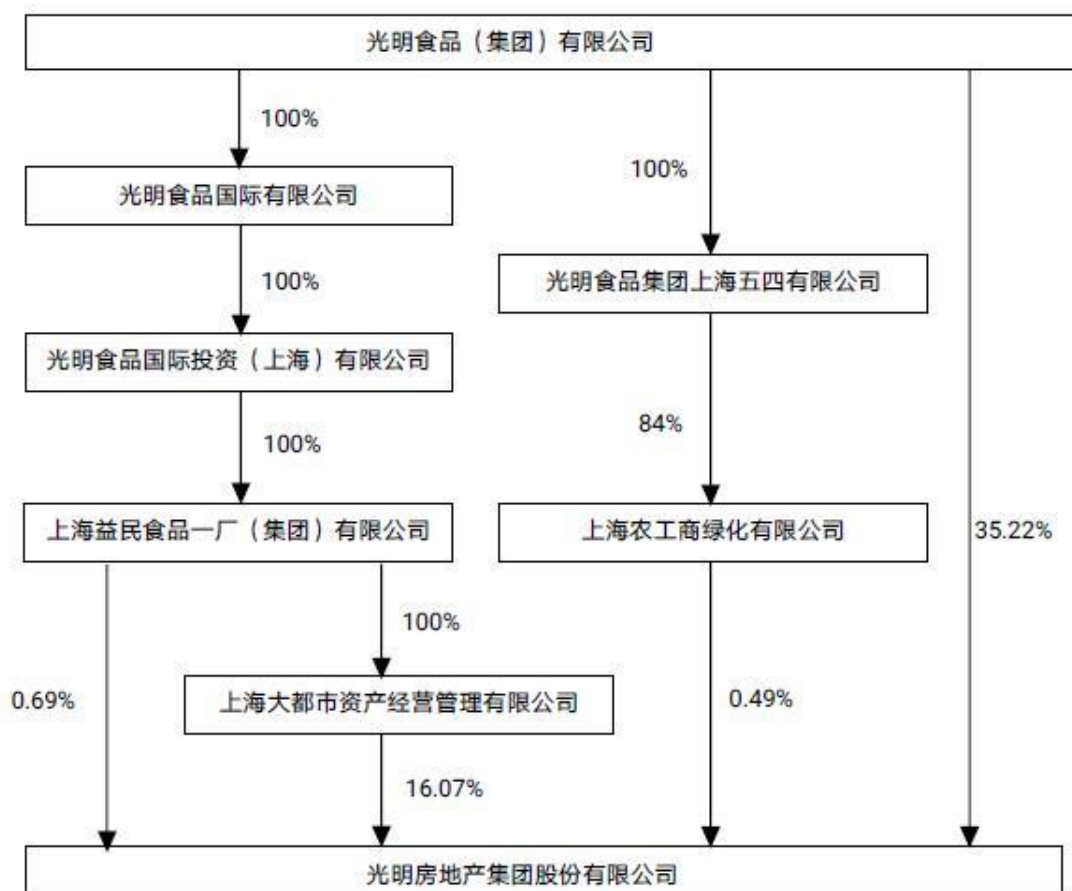 光明食品（集团）有限公司
100%
100%
光明食品国际有限公司
100%
光明食品集团上海五四有限公司
光明食品国际投资（上海）有限公司
100%
84%
上海益民食品一厂（集团）有限公司
上海农工商绿化有限公司
35.22%
100%
0.69%
上海大都市资产经营管理有限公司
0.49%
16.07%
光明房地产集团股份有限公司